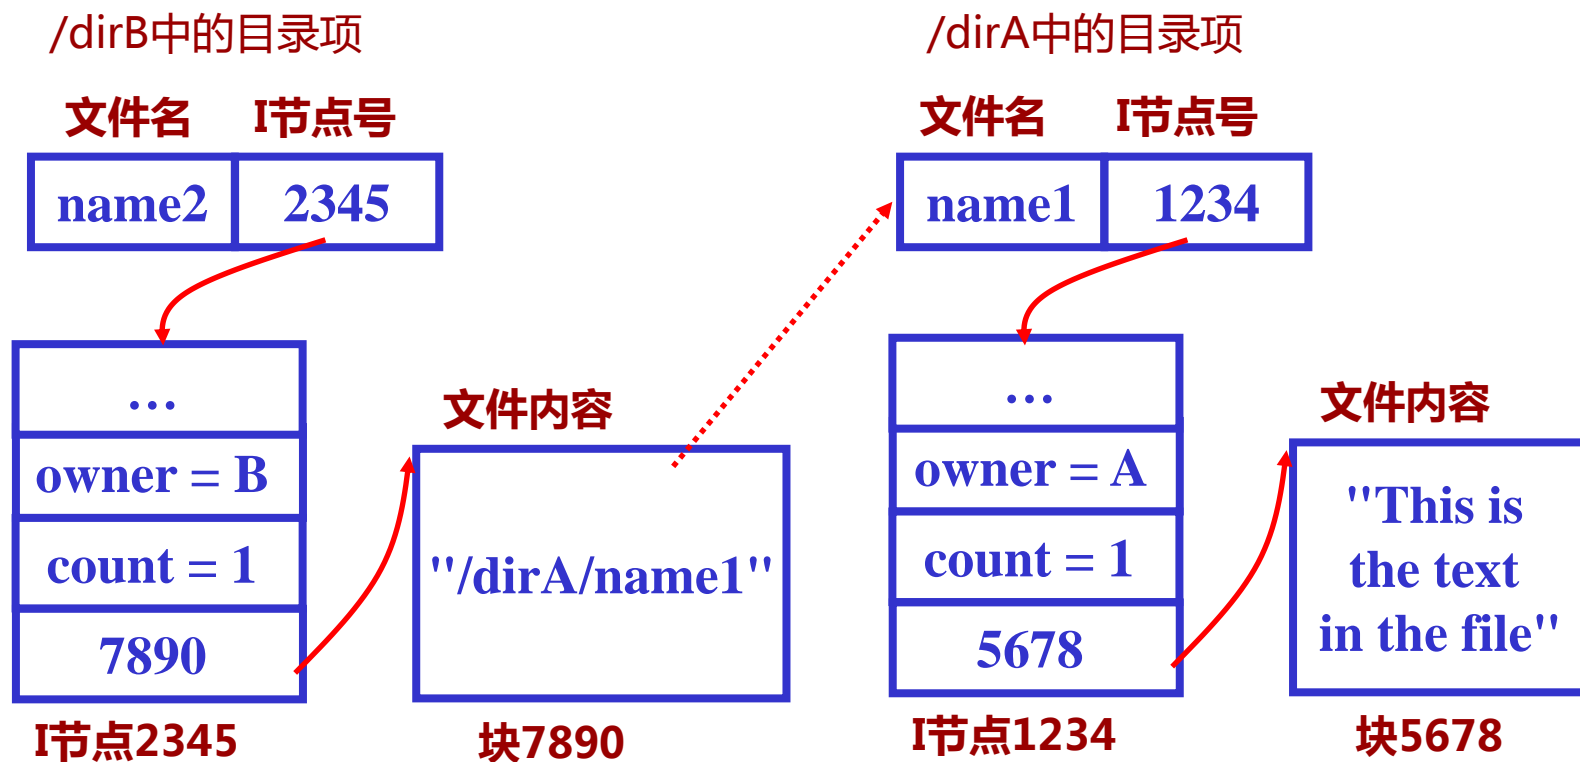 /dirB中的目录项
文件名 I节点号
name2 2345
...
owner = B
count = 1
7890
I节点2345
文件内容
"/dirA/name1"
块7890
/dirA中的目录项
文件名 I节点号
name1 1234
...
owner = A
count = 1
5678
I节点1234
文件内容
"This is
the text
in the file"
块5678